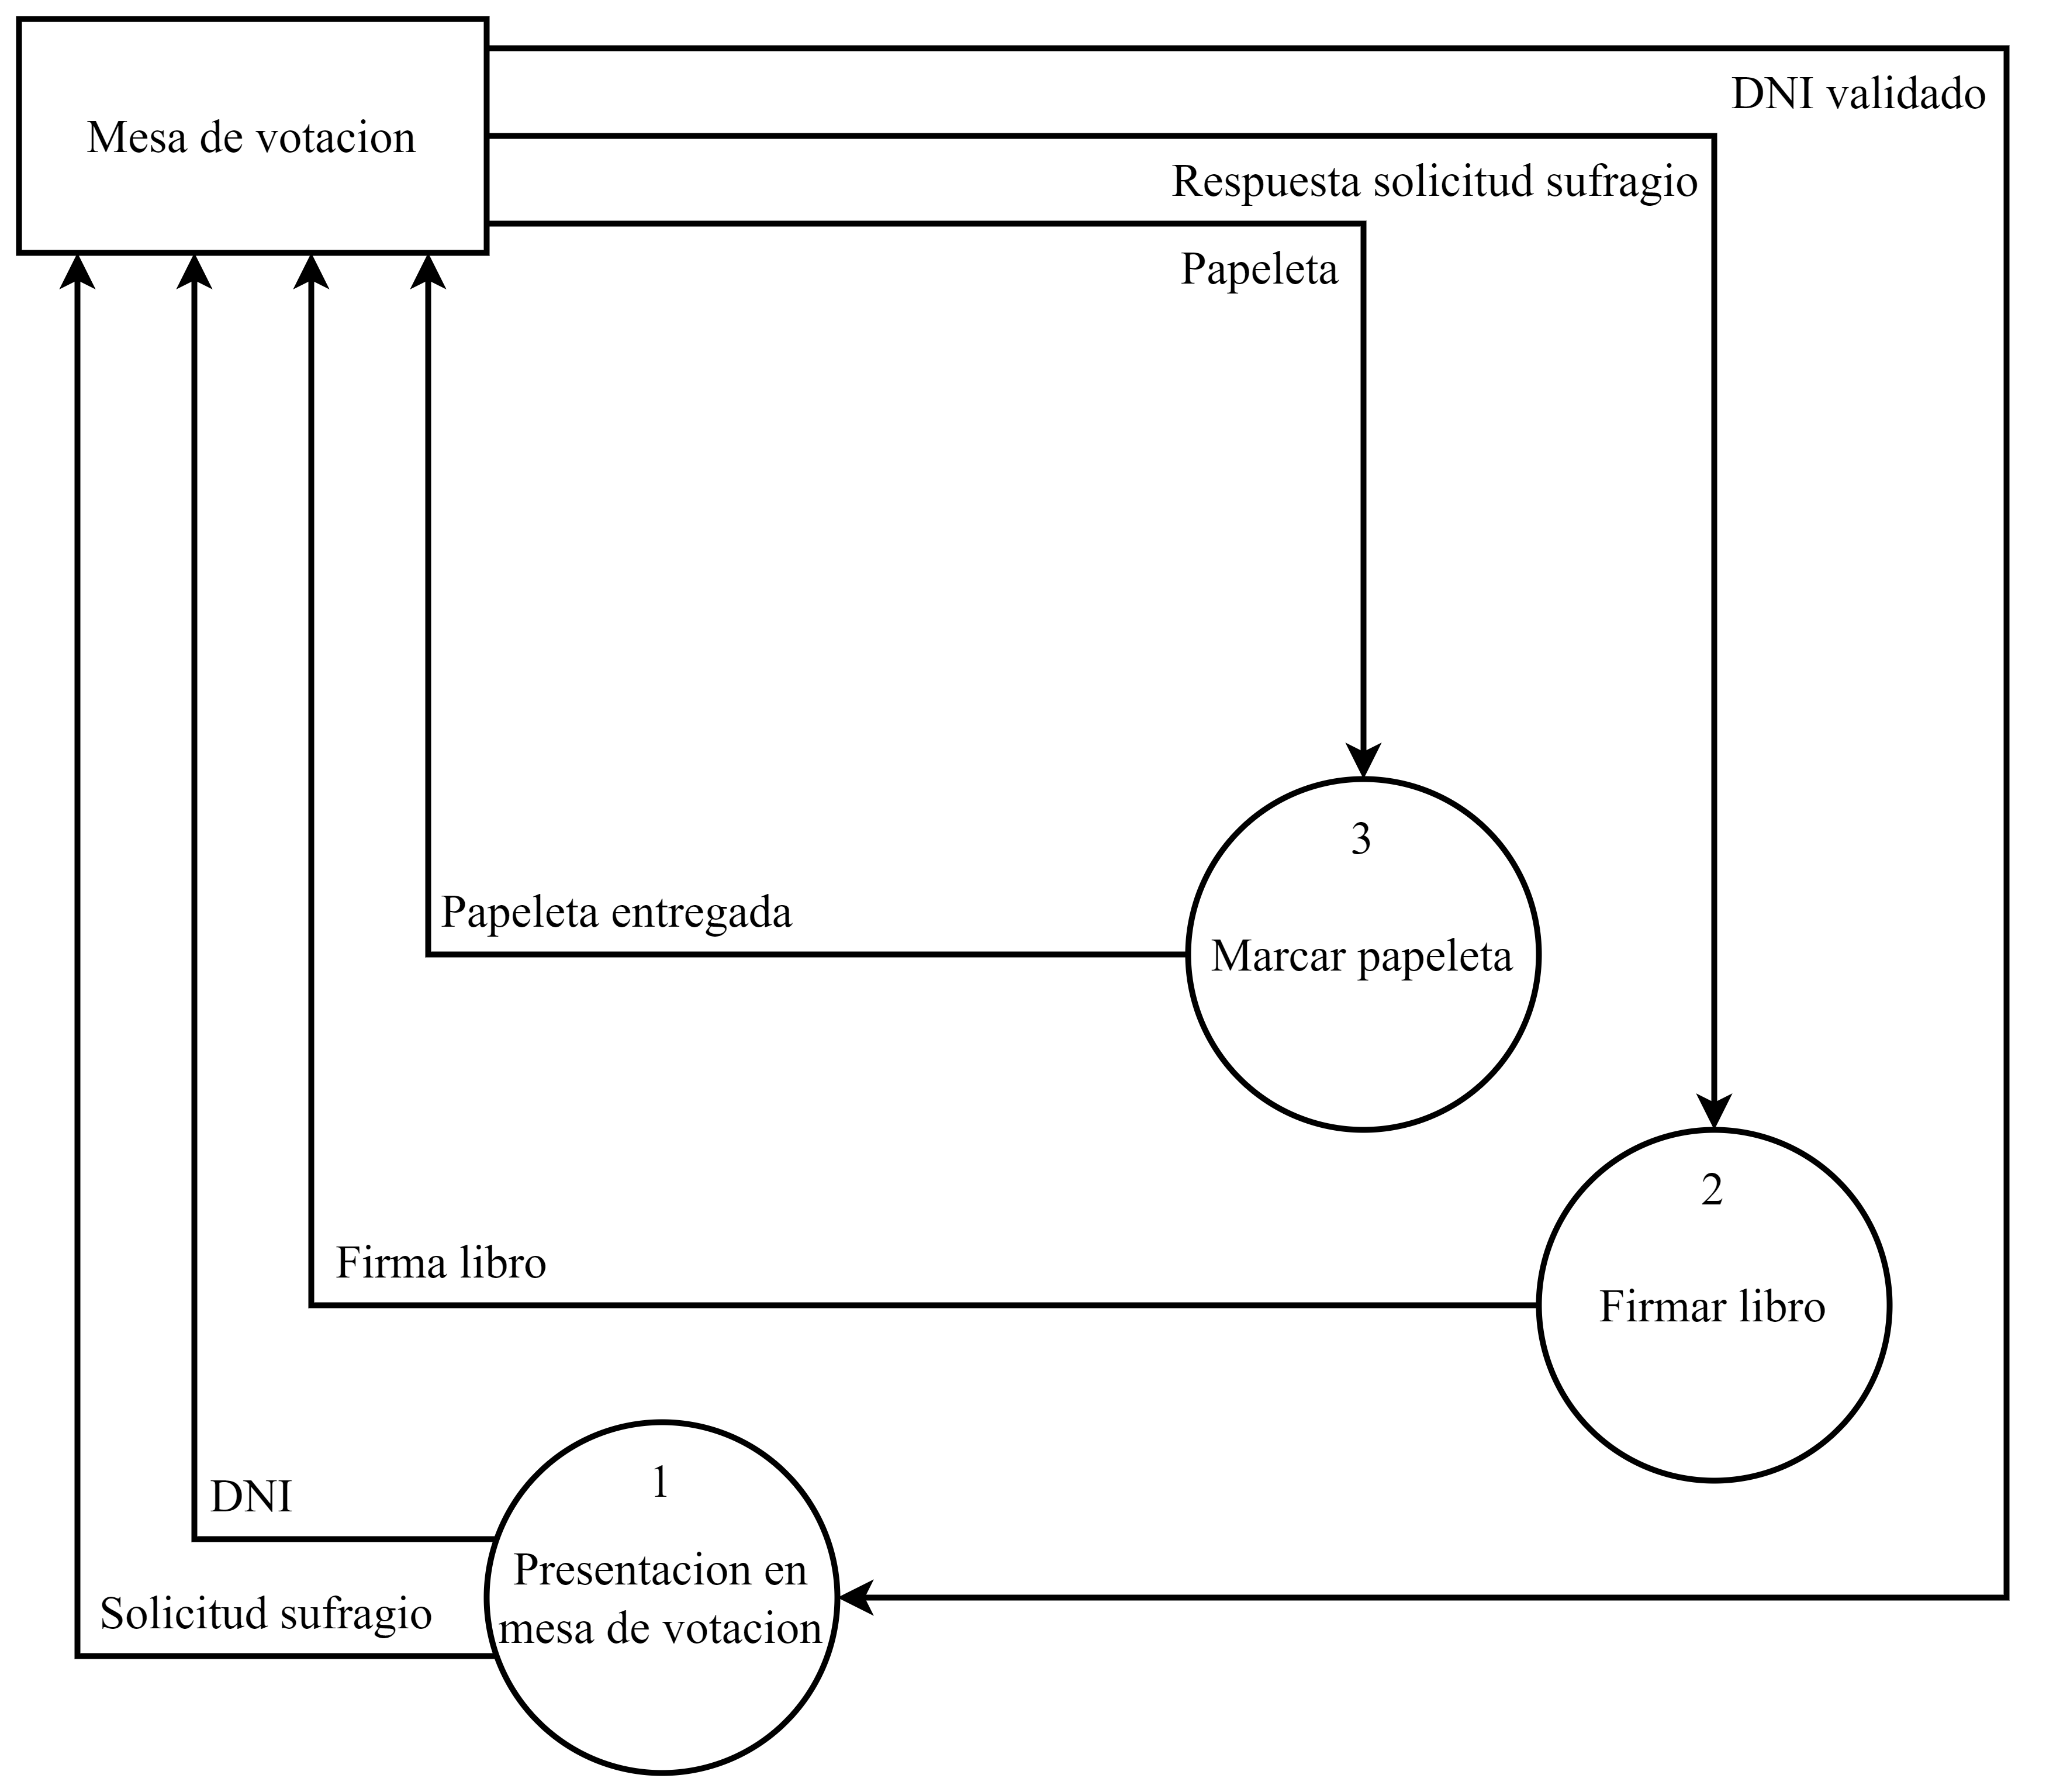 DNI validado
Mesa de votacion
Respuesta solicitud sufragio
Papeleta
3
Papeleta entregada
Marcar papeleta
2
Firma libro
Firmar libro
1
DNI
Presentacion en
mesa de votacion
Solicitud sufragio